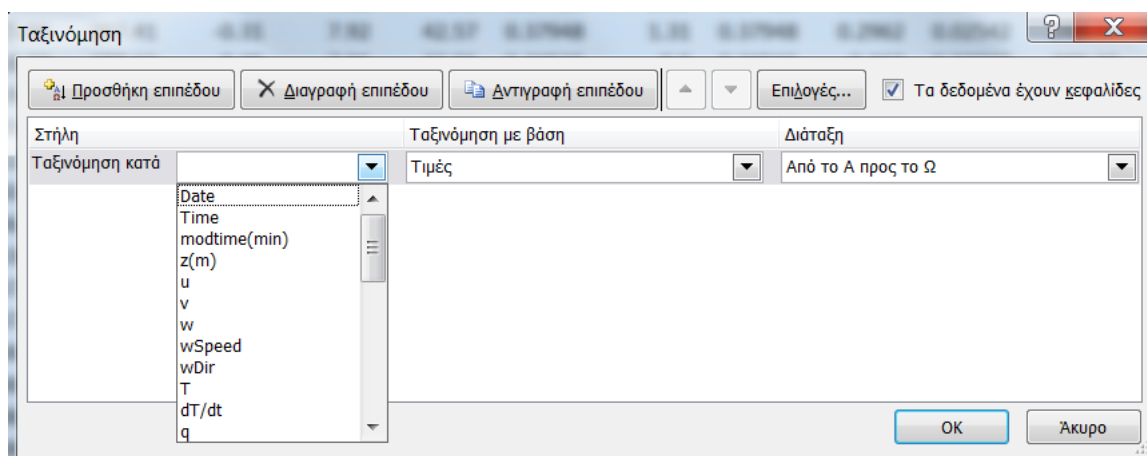 Ταξινόμηση
Προσθήκη επιπέδου Διαγραφή επιπέδου Αντιγραφή επιπέδου Επιλογές... Τα δεδομένα έχουν κεφαλίδες
Στήλη Ταξινόμηση με βάση Διάταξη
Ταξινόμηση κατά Τιμές Από το Α προς το Ω
Date
Time
modtime(min)
z(m)
u
v
w
wSpeed
wDir
T
dT/dt
q
OK Άκυρο